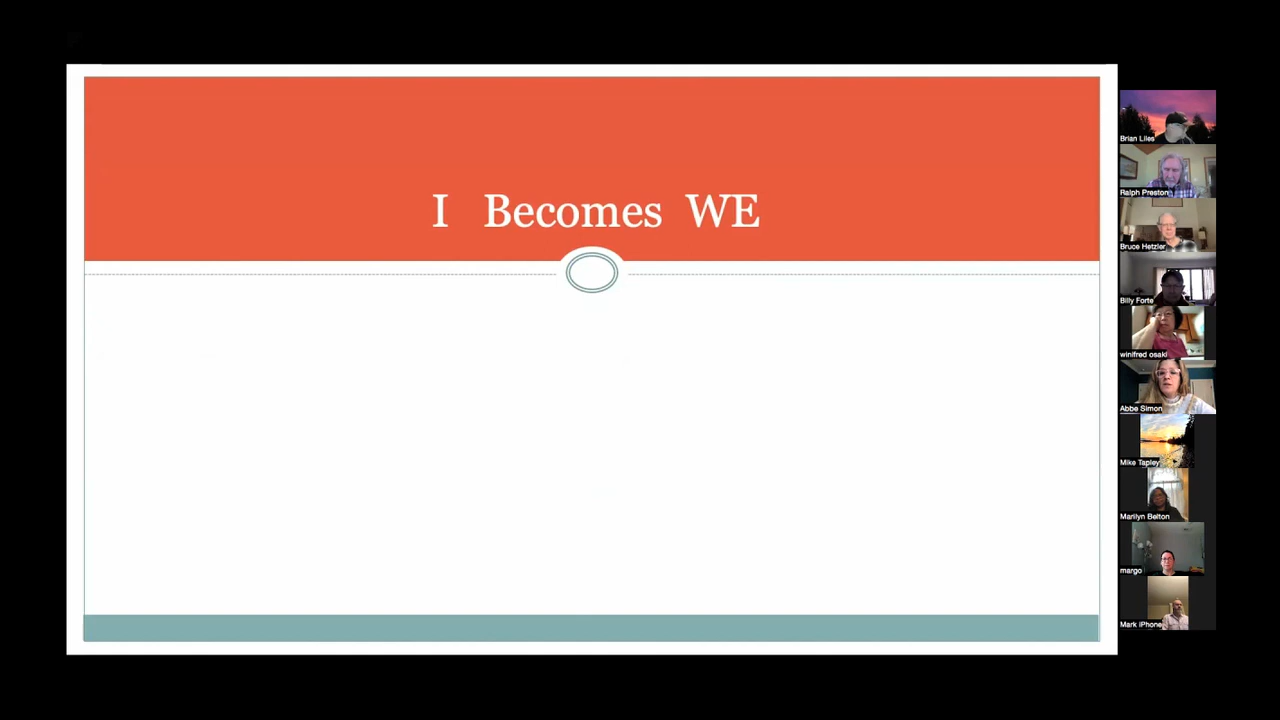 I Becomes WE
Brian Liles
Ralph Preston
Bruce Hetzler
Billy Forte
winifred osaki
Abbe Simon
Mike Tapley
Marilyn Belton
margo
Mark iPhone